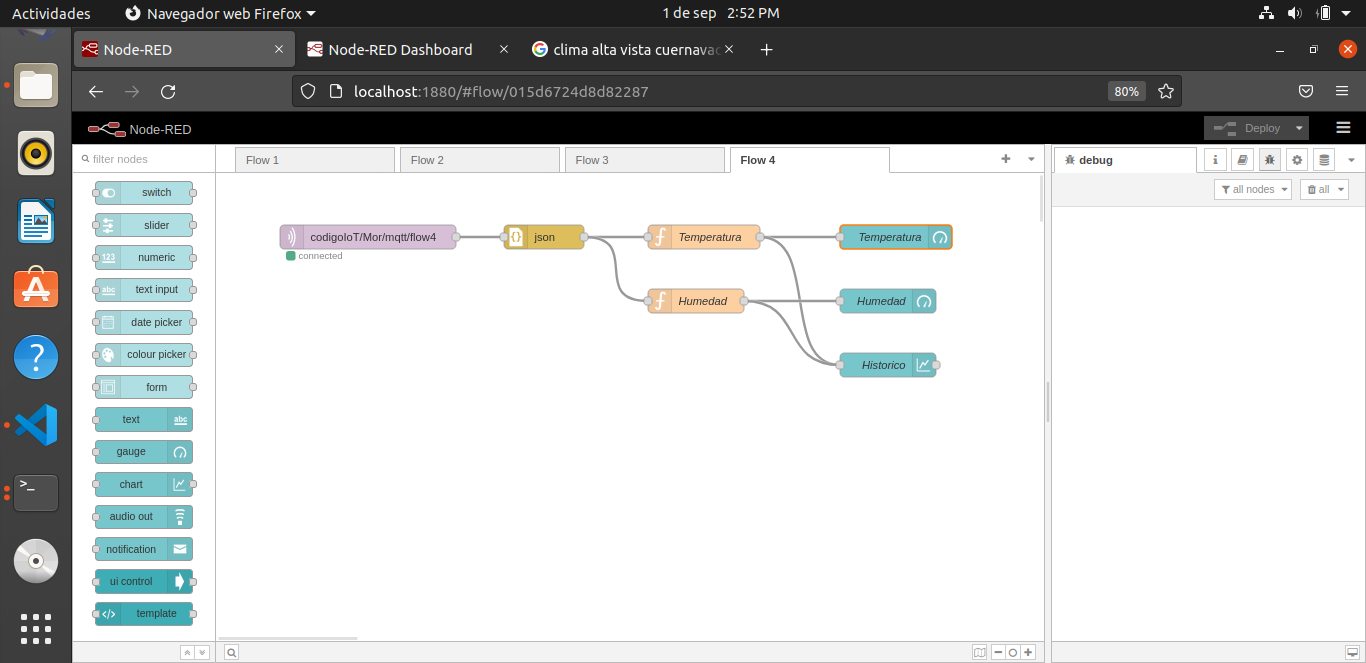 Actividades
Navegador web Firefox
1 de sep 2:52 PM
Node-RED
Node-RED Dashboard
clima alta vista cuernavac
localhost:1880/#flow/015d6724d8d82287
80%
Node-RED
Deploy
filter nodes
Flow 1
Flow 2
Flow 3
Flow 4
debug
i
all nodes
all
switch
slider
123 numeric
abc text input
date picker
colour picker
form
text abc
gauge
chart
audio out
notification
ui control
template
codigoIoT/Mor/mqtt/flow4
connected
json
Temperatura
Temperatura
Humedad
Humedad
Historico